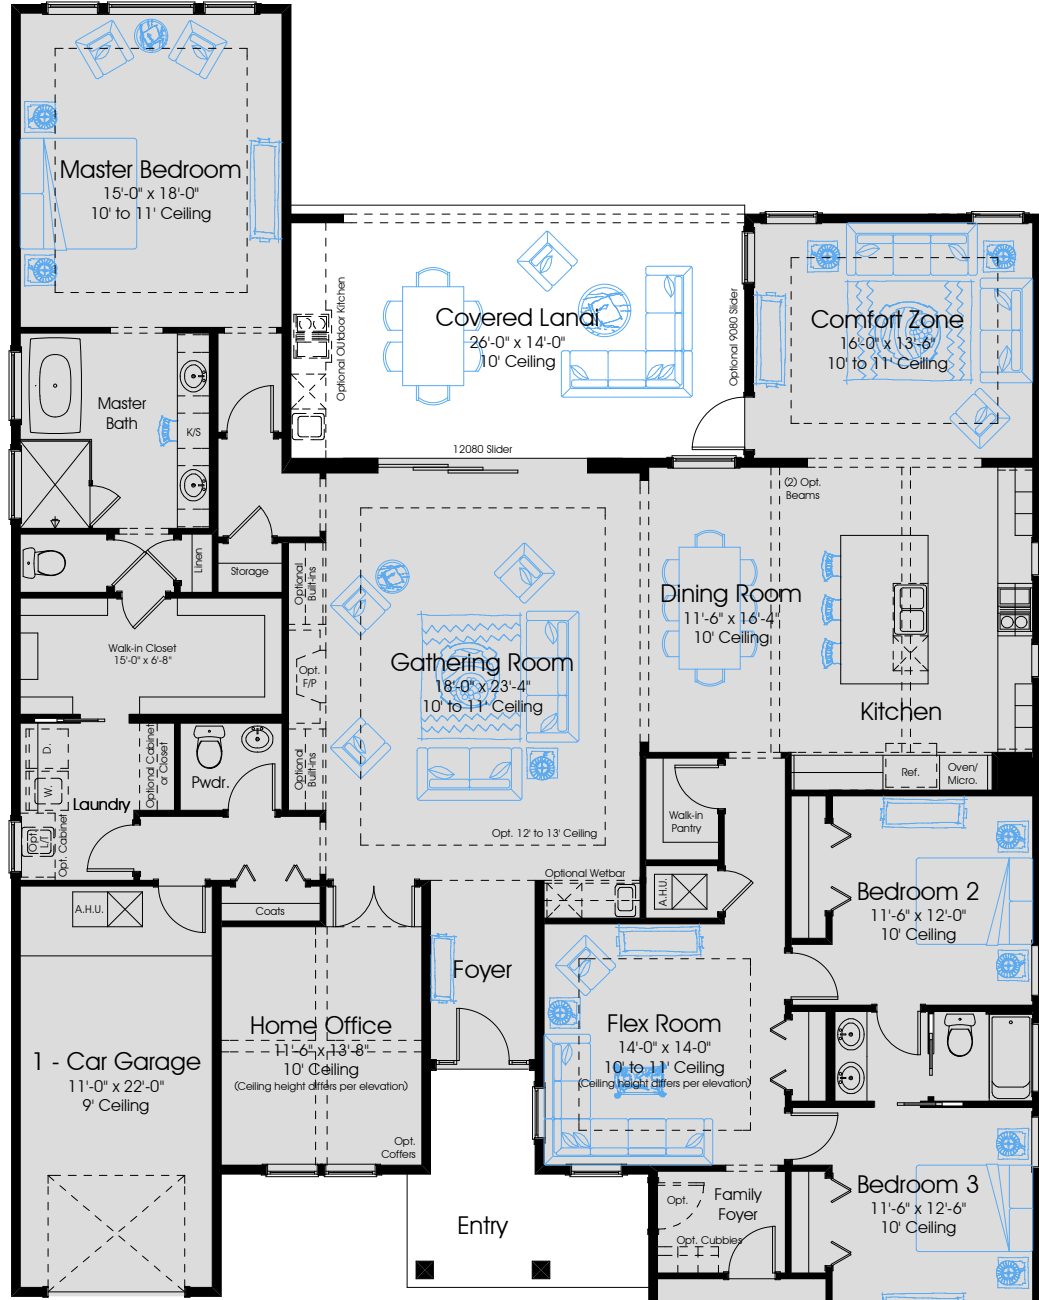 Master Bedroom
15'-0" x 18'-0"
10' to 11' Ceiling
Optional Outdoor Kitchen
Covered Lanai
26'-0" x 14'-0"
10' Ceiling
Optional 9080 Slider
12080 Slider
Comfort Zone
16'-0" x 13'-6"
10' to 11' Ceiling
Master
Bath
K/S
Linen
Storage
(2) Opt.
Beams
Walk-in Closet
15'-0" x 6'-8"
Optional
Built-ins
Opt.
F/P
Optional
Built-ins
Gathering Room
18'-0" x 23'-4"
10' to 11' Ceiling
Opt. 12' to 13' Ceiling
Dining Room
11'-6" x 16'-4"
10' Ceiling
Kitchen
Ref.
Oven/
Micro.
D.
W.
Opt.
L/T
Opt. Cabinet
Laundry
Optional Cabinet
or Closet
Pwdr.
Walk-in
Pantry
Optional Wetbar
A.H.U.
A.H.U.
Coats
Bedroom 2
11'-6" x 12'-0"
10' Ceiling
Foyer
Home Office
11'-6" x 13'-8"
10' Ceiling
(Ceiling height differs per elevation)
Opt.
Coffers
Flex Room
14'-0" x 14'-0"
10' to 11' Ceiling
(Ceiling height differs per elevation)
1 - Car Garage
11'-0" x 22'-0"
9' Ceiling
Bedroom 3
11'-6" x 12'-6"
10' Ceiling
Opt.
Family
Foyer
Opt. Cubbies
Entry